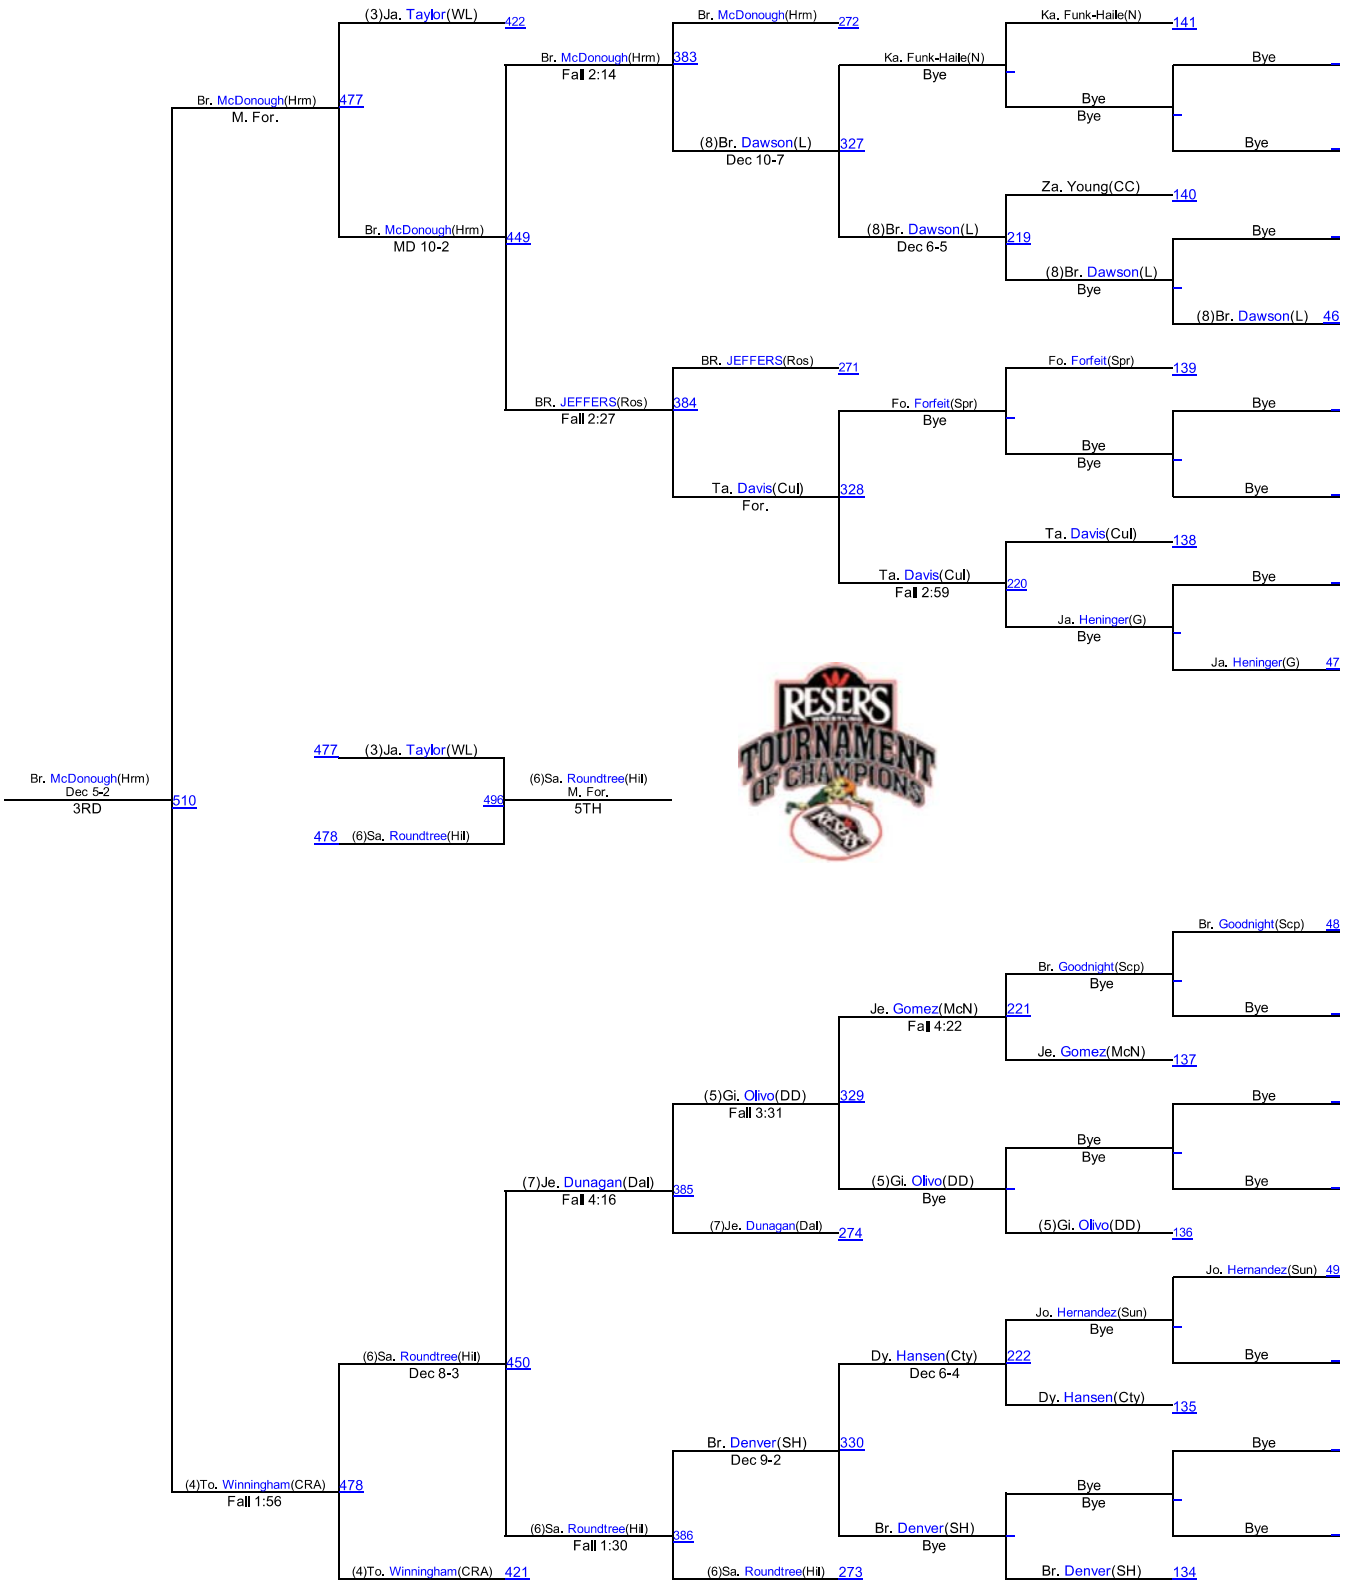 (3)Ja. Taylor(WL) 422
Br. McDonough(Hrm) 272
Ka. Funk-Haile(N) 141
Br. McDonough(Hrm) 383
Fall 2:14
Ka. Funk-Haile(N)
Bye
Bye
Br. McDonough(Hrm) 477
M. For.
Bye
Bye
(8)Br. Dawson(L) 327
Dec 10-7
Bye
Za. Young(CC) 140
Br. McDonough(Hrm) 449
MD 10-2
(8)Br. Dawson(L) 219
Dec 6-5
Bye
(8)Br. Dawson(L)
Bye
(8)Br. Dawson(L) 46
BR. JEFFERS(Ros) 271
Fo. Forfeit(Spr) 139
BR. JEFFERS(Ros) 384
Fall 2:27
Fo. Forfeit(Spr)
Bye
Bye
Bye
Bye
Ta. Davis(Cul) 328
For.
Bye
Ta. Davis(Cul) 138
Ta. Davis(Cul) 220
Fall 2:59
Bye
Ja. Heninger(G)
Bye
Ja. Heninger(G) 47
RESER'S
WRESTLING
TOURNAMENT
OF CHAMPIONS
RESER'S
477 (3)Ja. Taylor(WL)
Br. McDonough(Hrm)
Dec 5-2
3RD
510
496
(6)Sa. Roundtree(Hil)
M. For.
5TH
478 (6)Sa. Roundtree(Hil)
Br. Goodnight(Scp) 48
Br. Goodnight(Scp)
Bye
Je. Gomez(McN) 221
Fall 4:22
Bye
Je. Gomez(McN) 137
(5)Gi. Olivo(DD) 329
Fall 3:31
Bye
Bye
Bye
(7)Je. Dunagan(Dal) 385
Fall 4:16
(5)Gi. Olivo(DD)
Bye
Bye
(7)Je. Dunagan(Dal) 274
(5)Gi. Olivo(DD) 136
Jo. Hernandez(Sun) 49
Jo. Hernandez(Sun)
Bye
(6)Sa. Roundtree(Hil) 450
Dec 8-3
Dy. Hansen(Cty) 222
Dec 6-4
Bye
Dy. Hansen(Cty) 135
Br. Denver(SH) 330
Dec 9-2
Bye
(4)To. Winningham(CRA) 478
Fall 1:56
Bye
Bye
(6)Sa. Roundtree(Hil) 386
Fall 1:30
Br. Denver(SH)
Bye
Bye
(4)To. Winningham(CRA) 421
(6)Sa. Roundtree(Hil) 273
Br. Denver(SH) 134